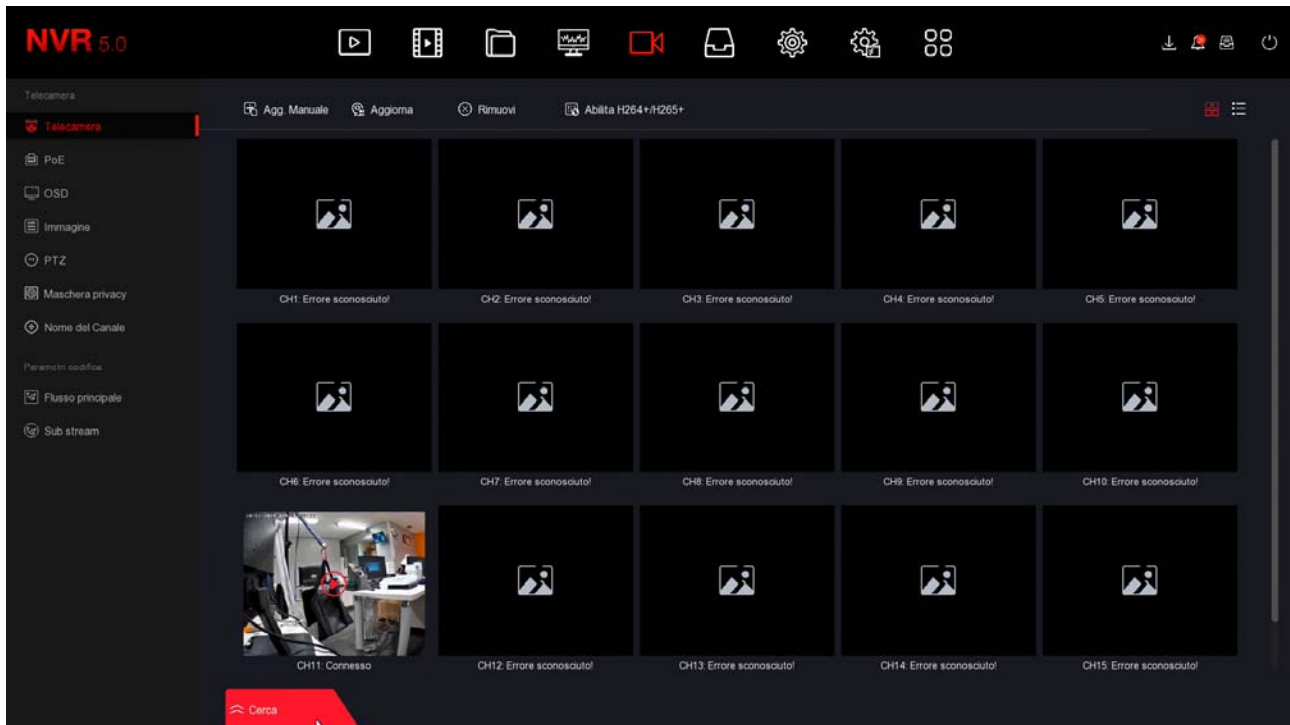 NVR 5.0
Telecamera
Agg. Manuale Aggiorna Rimuovi Abilita H264+/H265+
Telecamera
PoE
OSD
Immagine
PTZ
Maschera privacy
Nome del Canale
Parametri codifica
Flusso principale
Sub stream
CH1: Errore sconosciuto! CH2: Errore sconosciuto! CH3: Errore sconosciuto! CH4: Errore sconosciuto! CH5: Errore sconosciuto!
CH6: Errore sconosciuto! CH7: Errore sconosciuto! CH8: Errore sconosciuto! CH9: Errore sconosciuto! CH10: Errore sconosciuto!
CH11: Connesso CH12: Errore sconosciuto! CH13: Errore sconosciuto! CH14: Errore sconosciuto! CH15: Errore sconosciuto!
Cerca